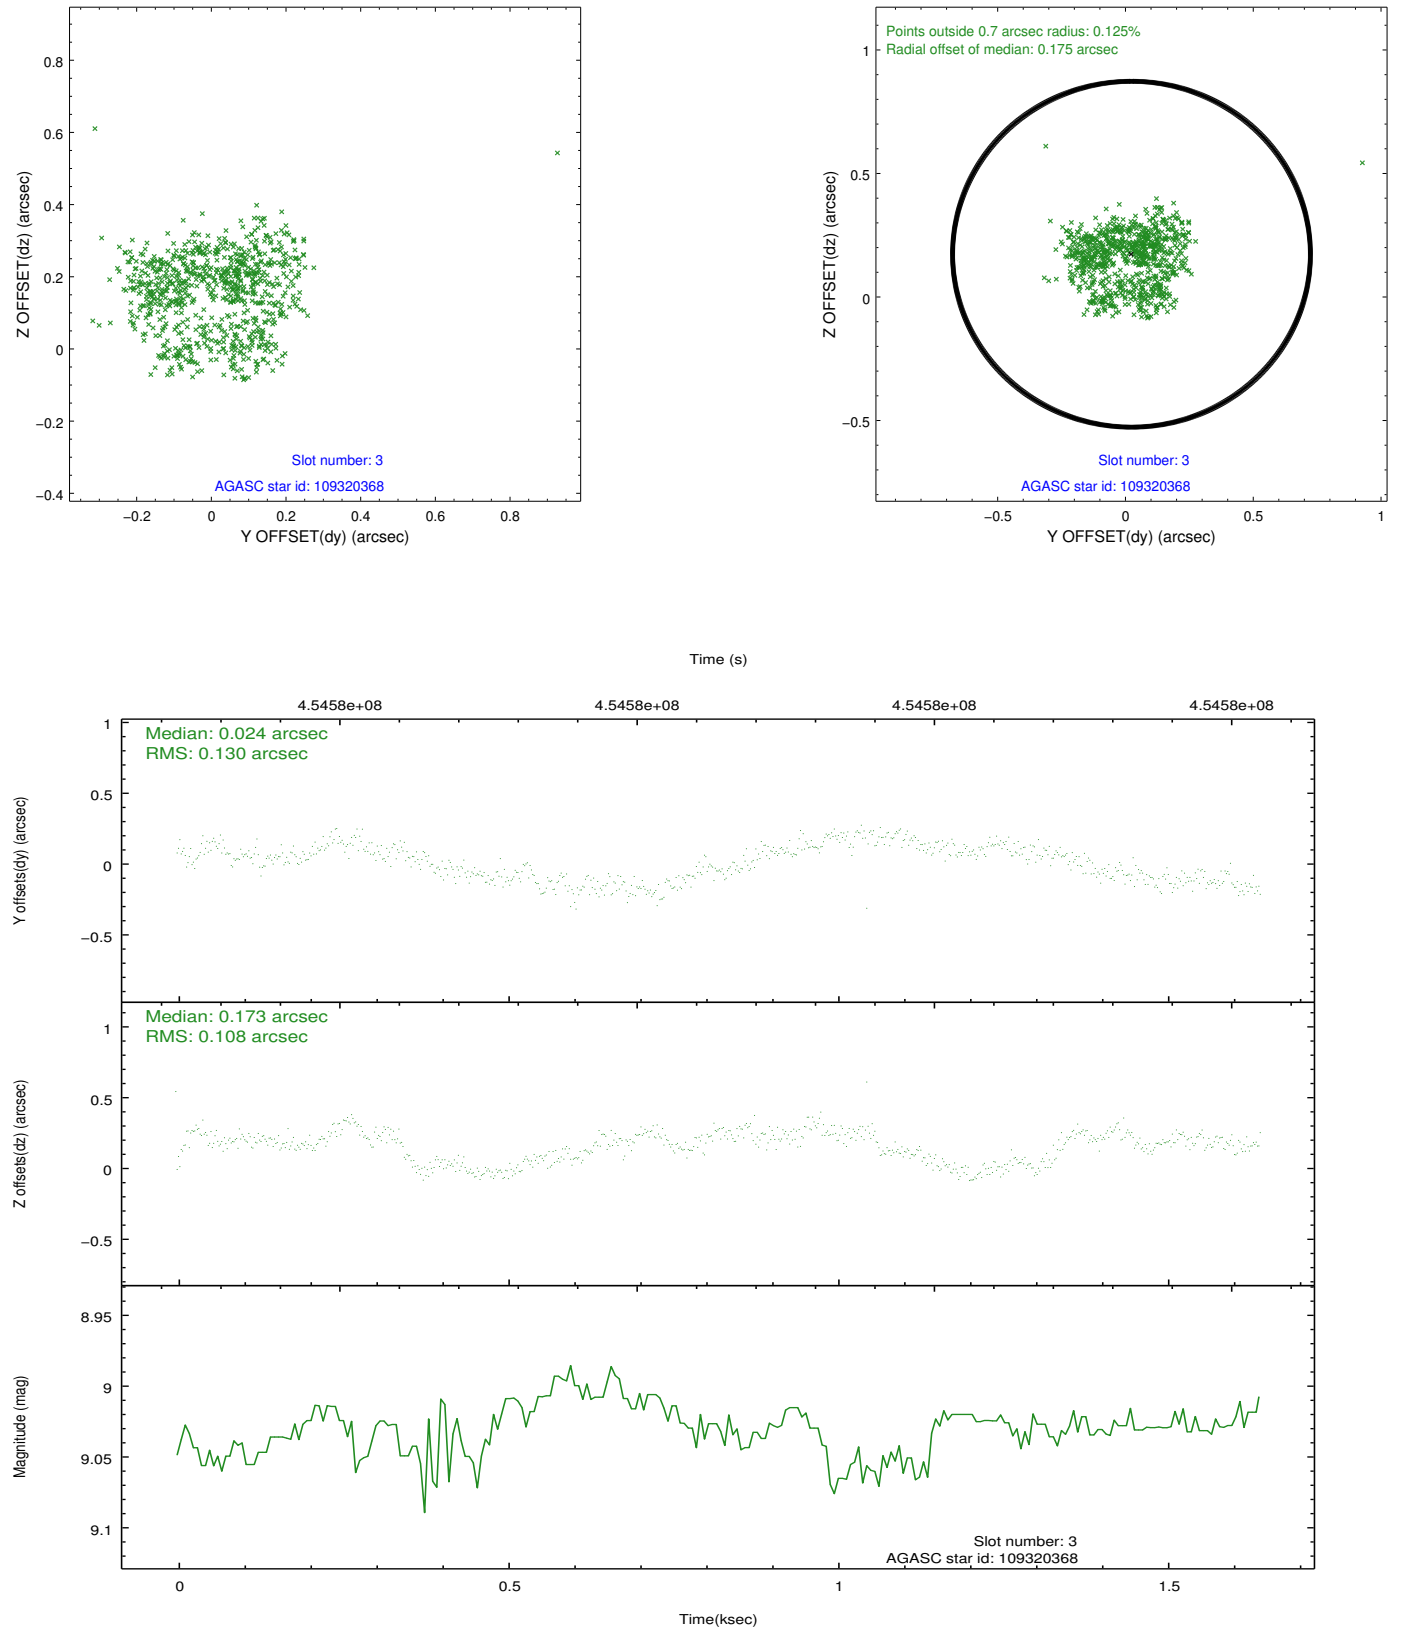 0.8
0.6
0.4
0.2
0
−0.2
−0.4
Z OFFSET(dz) (arcsec)
Slot number: 3
AGASC star id: 109320368
−0.2 0 0.2 0.4 0.6 0.8
Y OFFSET(dy) (arcsec)
Points outside 0.7 arcsec radius: 0.125%
Radial offset of median: 0.175 arcsec
1
0.5
0
−0.5
Z OFFSET(dz) (arcsec)
Slot number: 3
AGASC star id: 109320368
−0.5 0 0.5 1
Y OFFSET(dy) (arcsec)
Time (s)
4.5458e+08 4.5458e+08 4.5458e+08 4.5458e+08
Median: 0.024 arcsec
RMS: 0.130 arcsec
1
0.5
0
−0.5
Y offsets(dy) (arcsec)
Median: 0.173 arcsec
RMS: 0.108 arcsec
1
0.5
0
−0.5
Z offsets(dz) (arcsec)
8.95
9
9.05
9.1
Magnitude (mag)
Slot number: 3
AGASC star id: 109320368
0 0.5 1 1.5
Time(ksec)